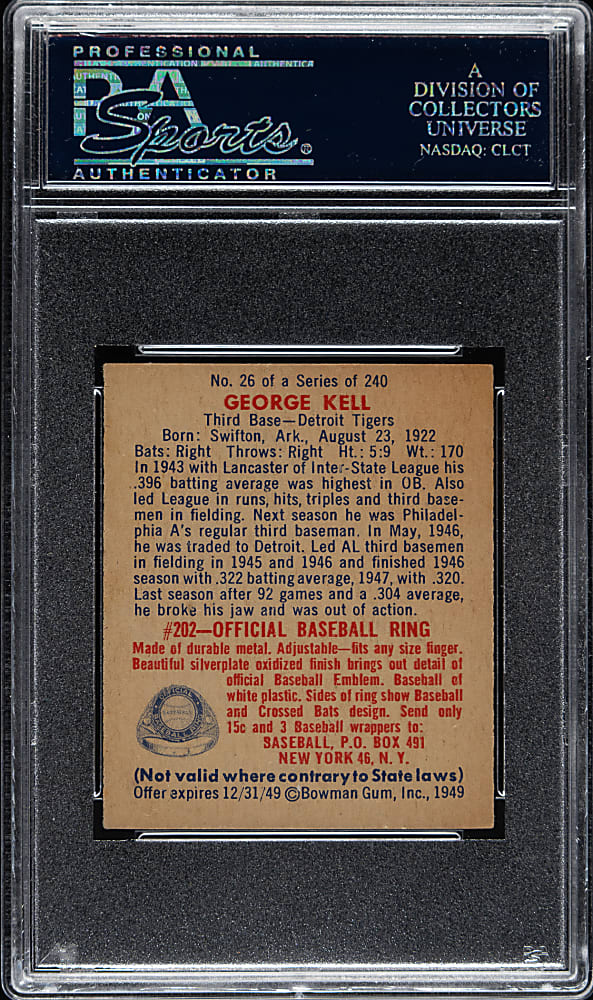 PROFESSIONAL
PSA
Sports®
AUTHENTICATOR
A
DIVISION OF
COLLECTORS
UNIVERSE
NASDAQ: CLCT
No. 26 of a Series of 240
GEORGE KELL
Third Base—Detroit Tigers
Born: Swifton, Ark., August 23, 1922
Bats: Right Throws: Right Ht.: 5:9 Wt.: 170
In 1943 with Lancaster of Inter-State League his
.396 batting average was highest in OB. Also
led League in runs, hits, triples and third base-
men in fielding. Next season he was Philadel-
phia A's regular third baseman. In May, 1946,
he was traded to Detroit. Led AL third basemen
in fielding in 1945 and 1946 and finished 1946
season with .322 batting average, 1947, with .320.
Last season after 92 games and a .304 average,
he broke his jaw and was out of action.
#202—OFFICIAL BASEBALL RING
Made of durable metal. Adjustable—fits any size finger.
Beautiful silverplate oxidized finish brings out detail of
official Baseball Emblem. Baseball of
white plastic. Sides of ring show Baseball
and Crossed Bats design. Send only
15c and 3 Baseball wrappers to:
SASEBALL, P.O. BOX 491
NEW YORK 46, N. Y.
OFFICIAL
BASEBALL RING
(Not valid where contrary to State laws)
Offer expires 12/31/49 ©Bowman Gum, Inc., 1949